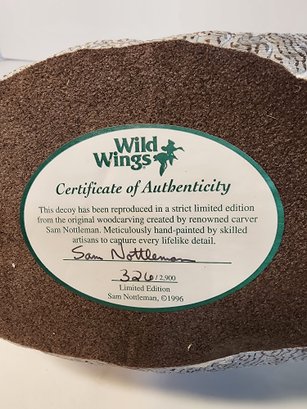 Wild
Wings
Certificate of Authenticity
This decoy has been reproduced in a strict limited edition
from the original woodcarving created by renowned carver
Sam Nottleman. Meticulously hand-painted by skilled
artisans to capture every lifelike detail.
Sam Nottleman
326/2,900
Limited Edition
Sam Nottleman, ©1996